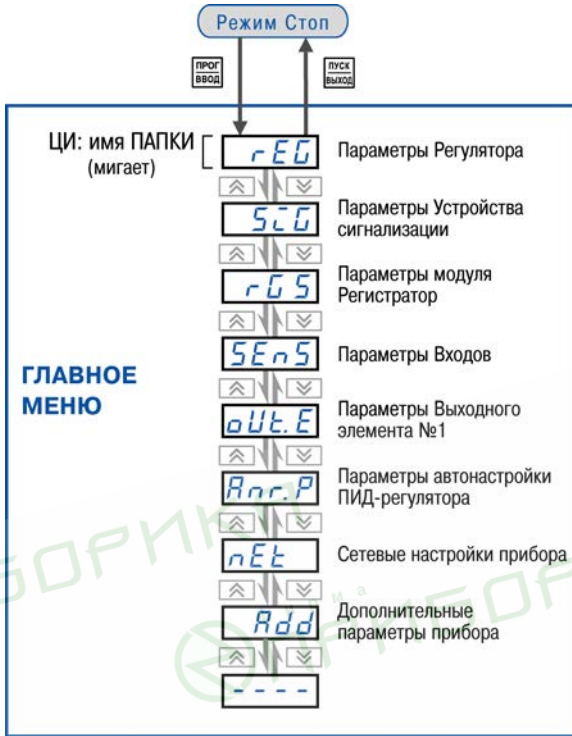 Режим Стоп
ПРОГ
ВВОД
ПУСК
ВЫХОД
ЦИ: имя ПАПКИ
(мигает)
rEG
Параметры Регулятора
SiG
Параметры Устройства
сигнализации
rGS
Параметры модуля
Регистратор
SEnS
Параметры Входов
ГЛАВНОЕ
МЕНЮ
oUt.E
Параметры Выходного
элемента №1
Anr.P
Параметры автонастройки
ПИД-регулятора
nEt
Сетевые настройки прибора
Add
Дополнительные
параметры прибора
----